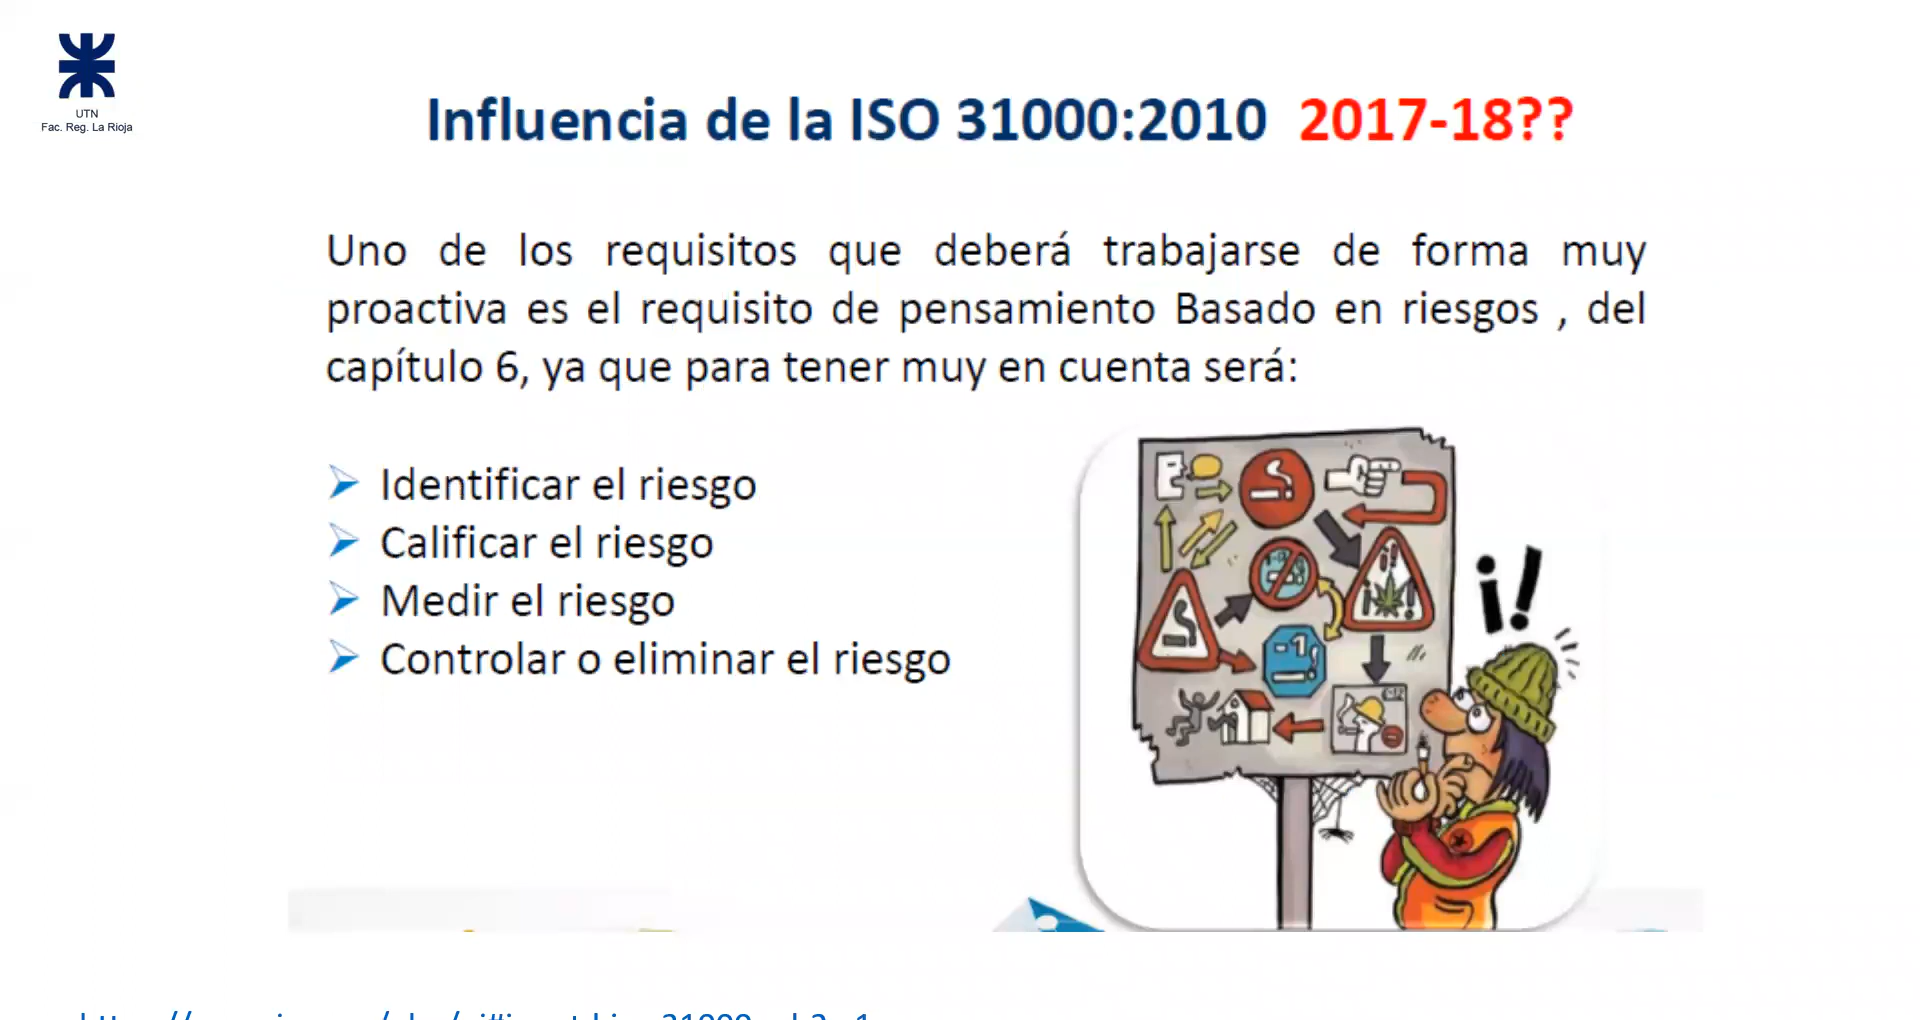 UTN
Fac. Reg. La Rioja
Influencia de la ISO 31000:2010 2017-18??
Uno de los requisitos que deberá trabajarse de forma muy
proactiva es el requisito de pensamiento Basado en riesgos , del
capítulo 6, ya que para tener muy en cuenta será:
Identificar el riesgo
Calificar el riesgo
Medir el riesgo
Controlar o eliminar el riesgo
¡!
-1